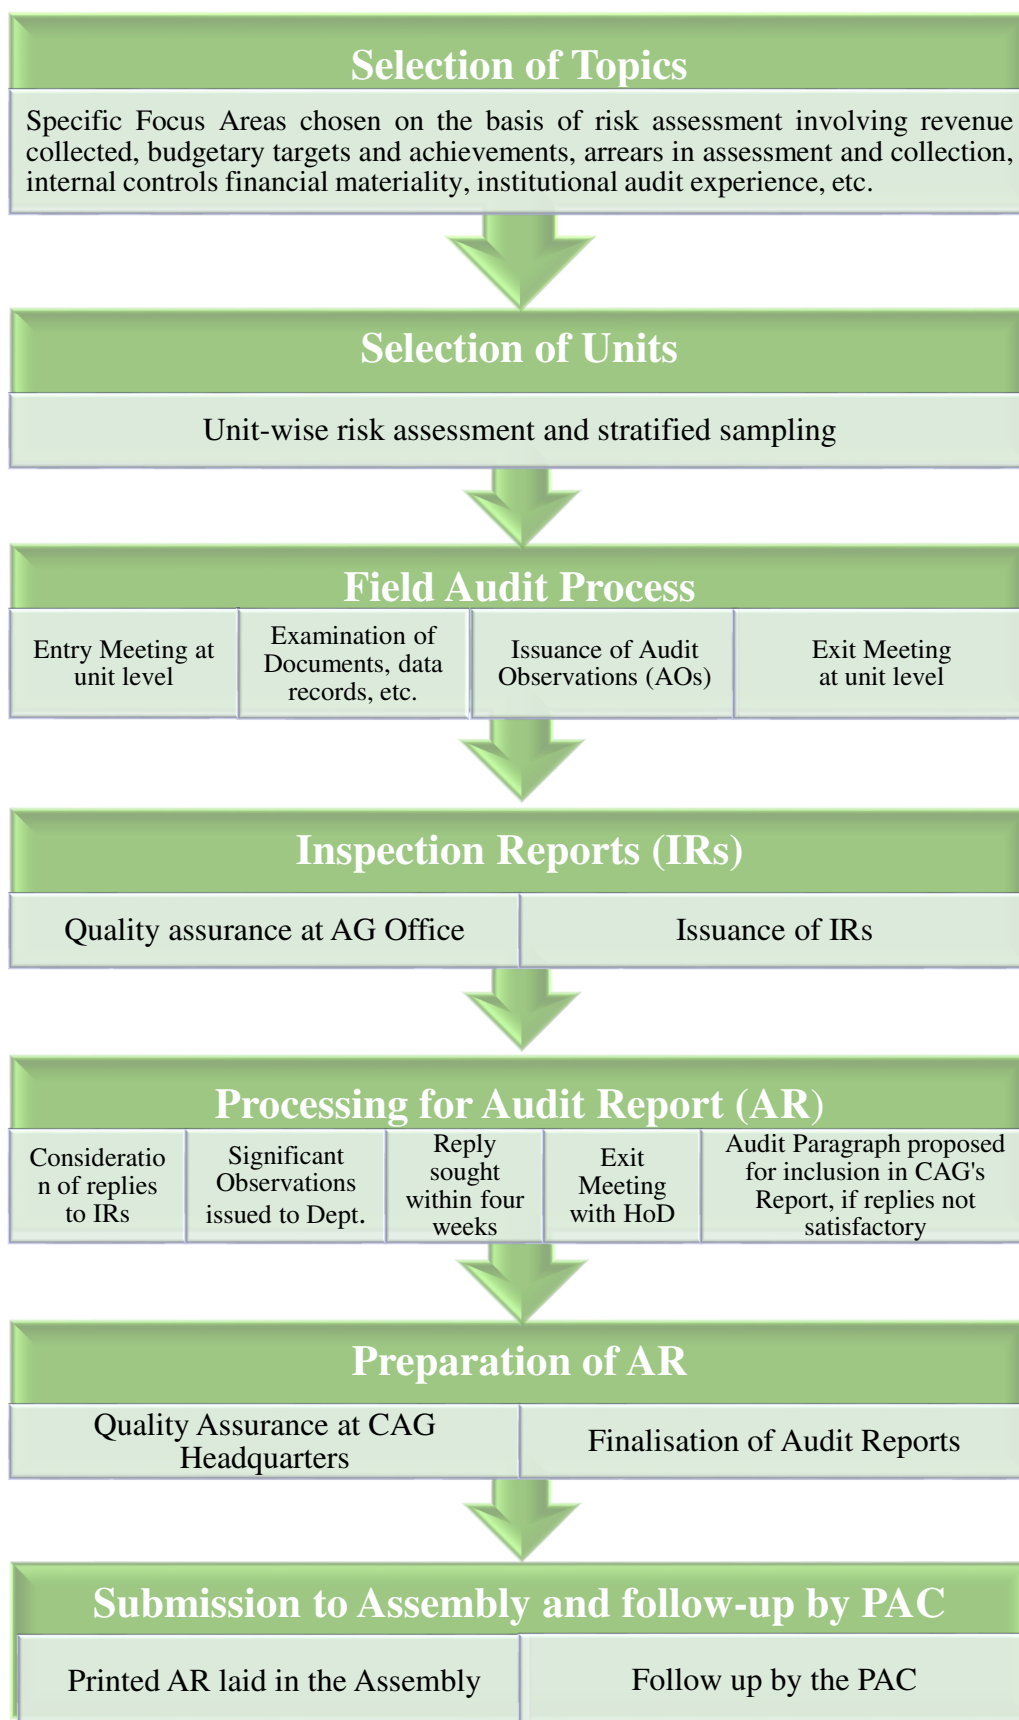 Selection of Topics
Specific Focus Areas chosen on the basis of risk assessment involving revenue
collected, budgetary targets and achievements, arrears in assessment and collection,
internal controls financial materiality, institutional audit experience, etc.
Selection of Units
Unit-wise risk assessment and stratified sampling
Field Audit Process
Entry Meeting at
unit level
Examination of
Documents, data
records, etc.
Issuance of Audit
Observations (AOs)
Exit Meeting
at unit level
Inspection Reports (IRs)
Quality assurance at AG Office
Issuance of IRs
Processing for Audit Report (AR)
Consideratio
n of replies
to IRs
Significant
Observations
issued to Dept.
Reply
sought
within four
weeks
Exit
Meeting
with HoD
Audit Paragraph proposed
for inclusion in CAG's
Report, if replies not
satisfactory
Preparation of AR
Quality Assurance at CAG
Headquarters
Finalisation of Audit Reports
Submission to Assembly and follow-up by PAC
Printed AR laid in the Assembly
Follow up by the PAC